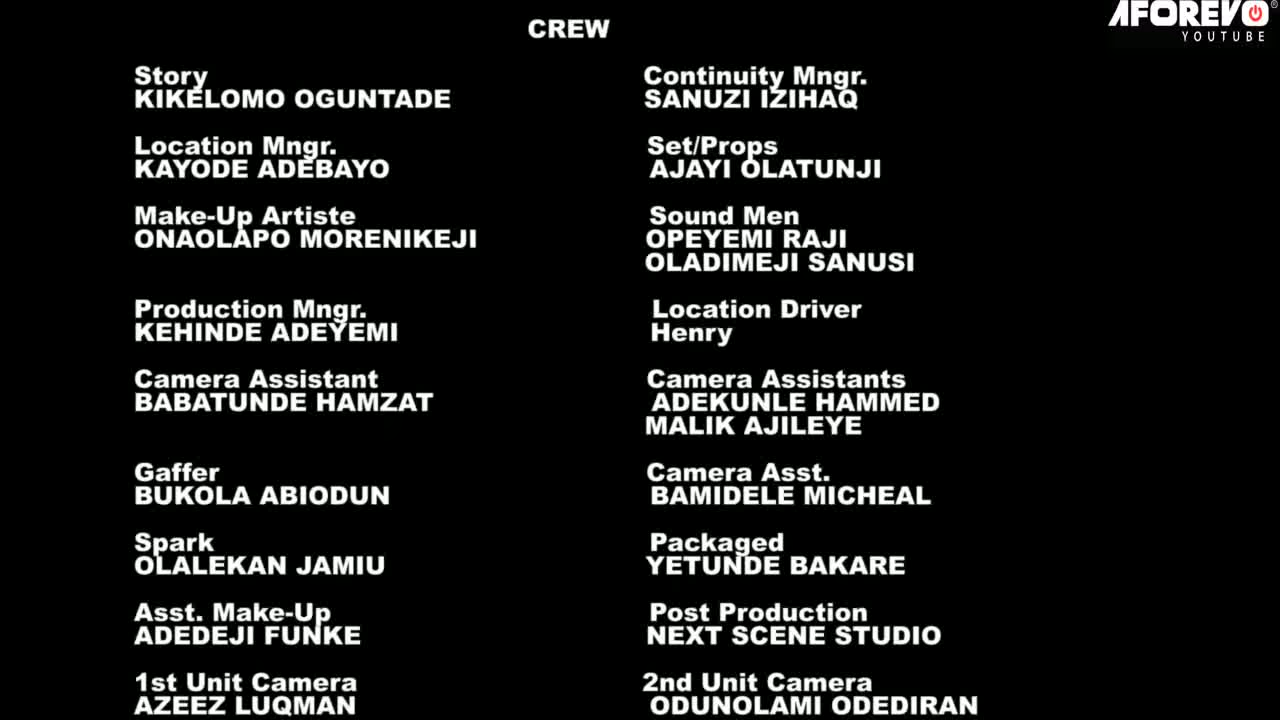 AFOREVO®
YOUTUBE
CREW
Story
KIKELOMO OGUNTADE
Location Mngr.
KAYODE ADEBAYO
Make-Up Artiste
ONAOLAPO MORENIKEJI
Production Mngr.
KEHINDE ADEYEMI
Camera Assistant
BABATUNDE HAMZAT
Gaffer
BUKOLA ABIODUN
Spark
OLALEKAN JAMIU
Asst. Make-Up
ADEDEJI FUNKE
1st Unit Camera
AZEEZ LUQMAN
Continuity Mngr.
SANUZI IZIHAQ
Set/Props
AJAYI OLATUNJI
Sound Men
OPEYEMI RAJI
OLADIMEJI SANUSI
Location Driver
Henry
Camera Assistants
ADEKUNLE HAMMED
MALIK AJILEYE
Camera Asst.
BAMIDELE MICHEAL
Packaged
YETUNDE BAKARE
Post Production
NEXT SCENE STUDIO
2nd Unit Camera
ODUNOLAMI ODEDIRAN